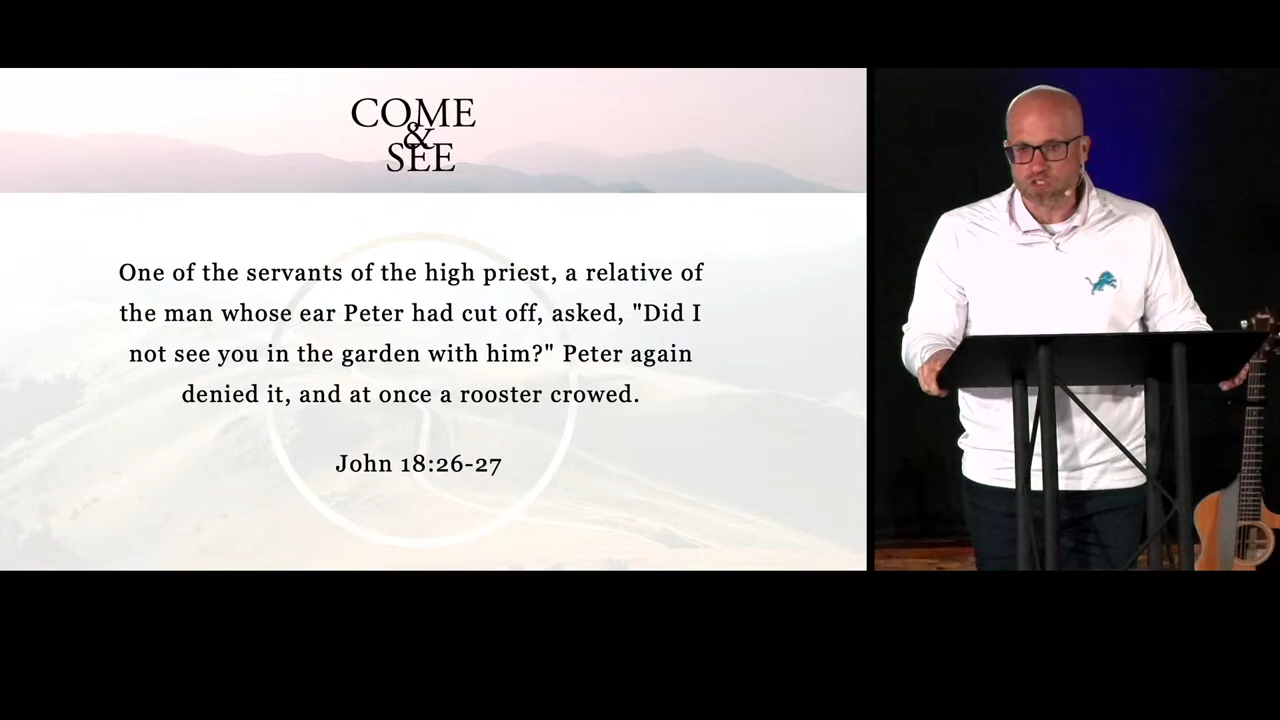 COME
&
SEE
One of the servants of the high priest, a relative of
the man whose ear Peter had cut off, asked, "Did I
not see you in the garden with him?" Peter again
denied it, and at once a rooster crowed.
John 18:26-27